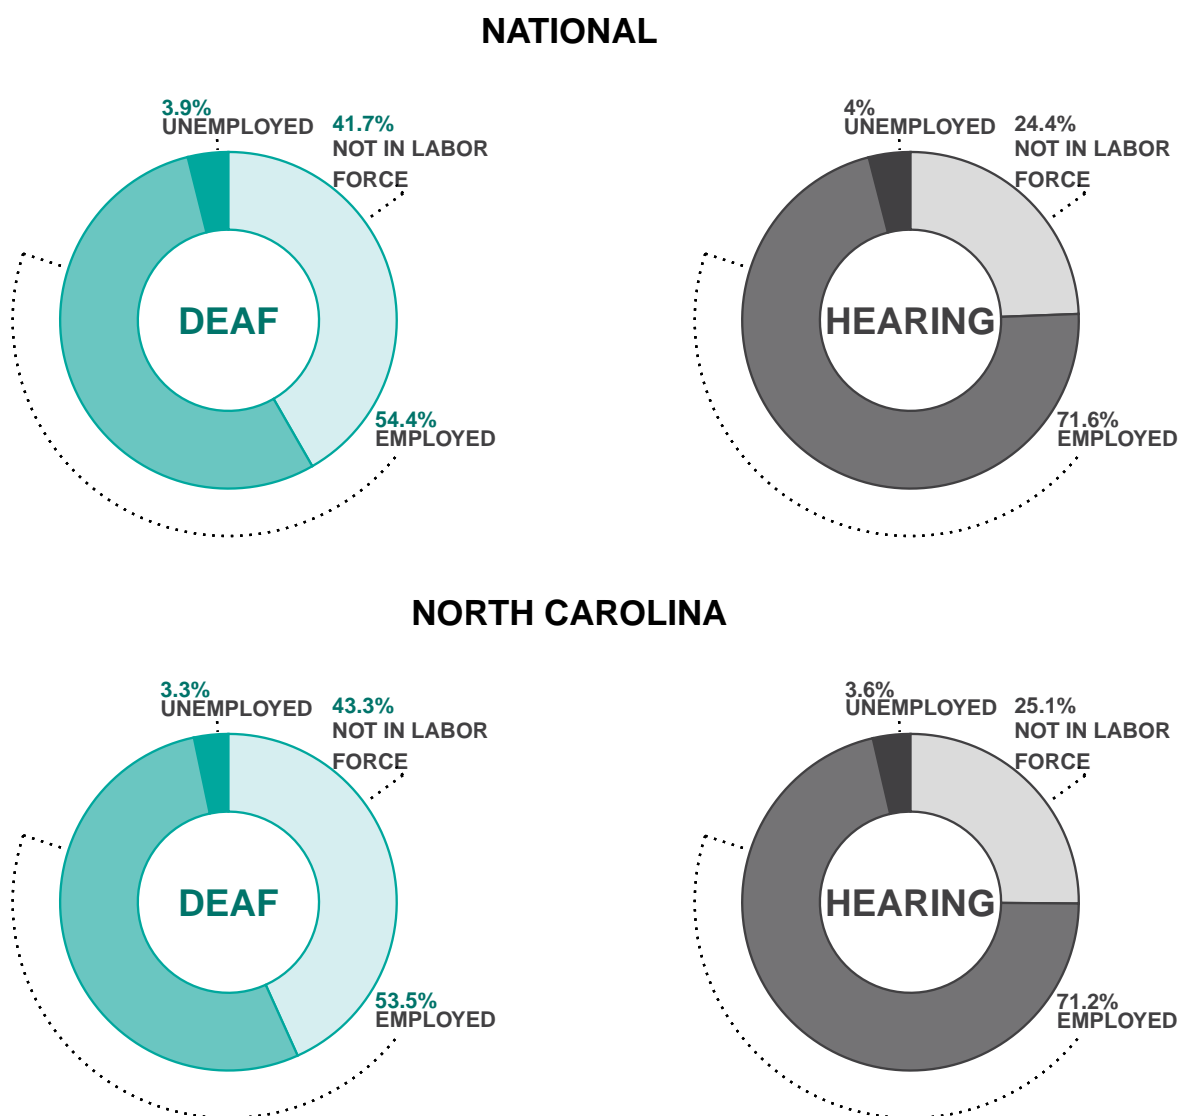 NATIONAL
3.9%
UNEMPLOYED
41.7%
NOT IN LABOR
FORCE
DEAF
54.4%
EMPLOYED
4%
UNEMPLOYED
24.4%
NOT IN LABOR
FORCE
HEARING
71.6%
EMPLOYED
NORTH CAROLINA
3.3%
UNEMPLOYED
43.3%
NOT IN LABOR
FORCE
DEAF
53.5%
EMPLOYED
3.6%
UNEMPLOYED
25.1%
NOT IN LABOR
FORCE
HEARING
71.2%
EMPLOYED